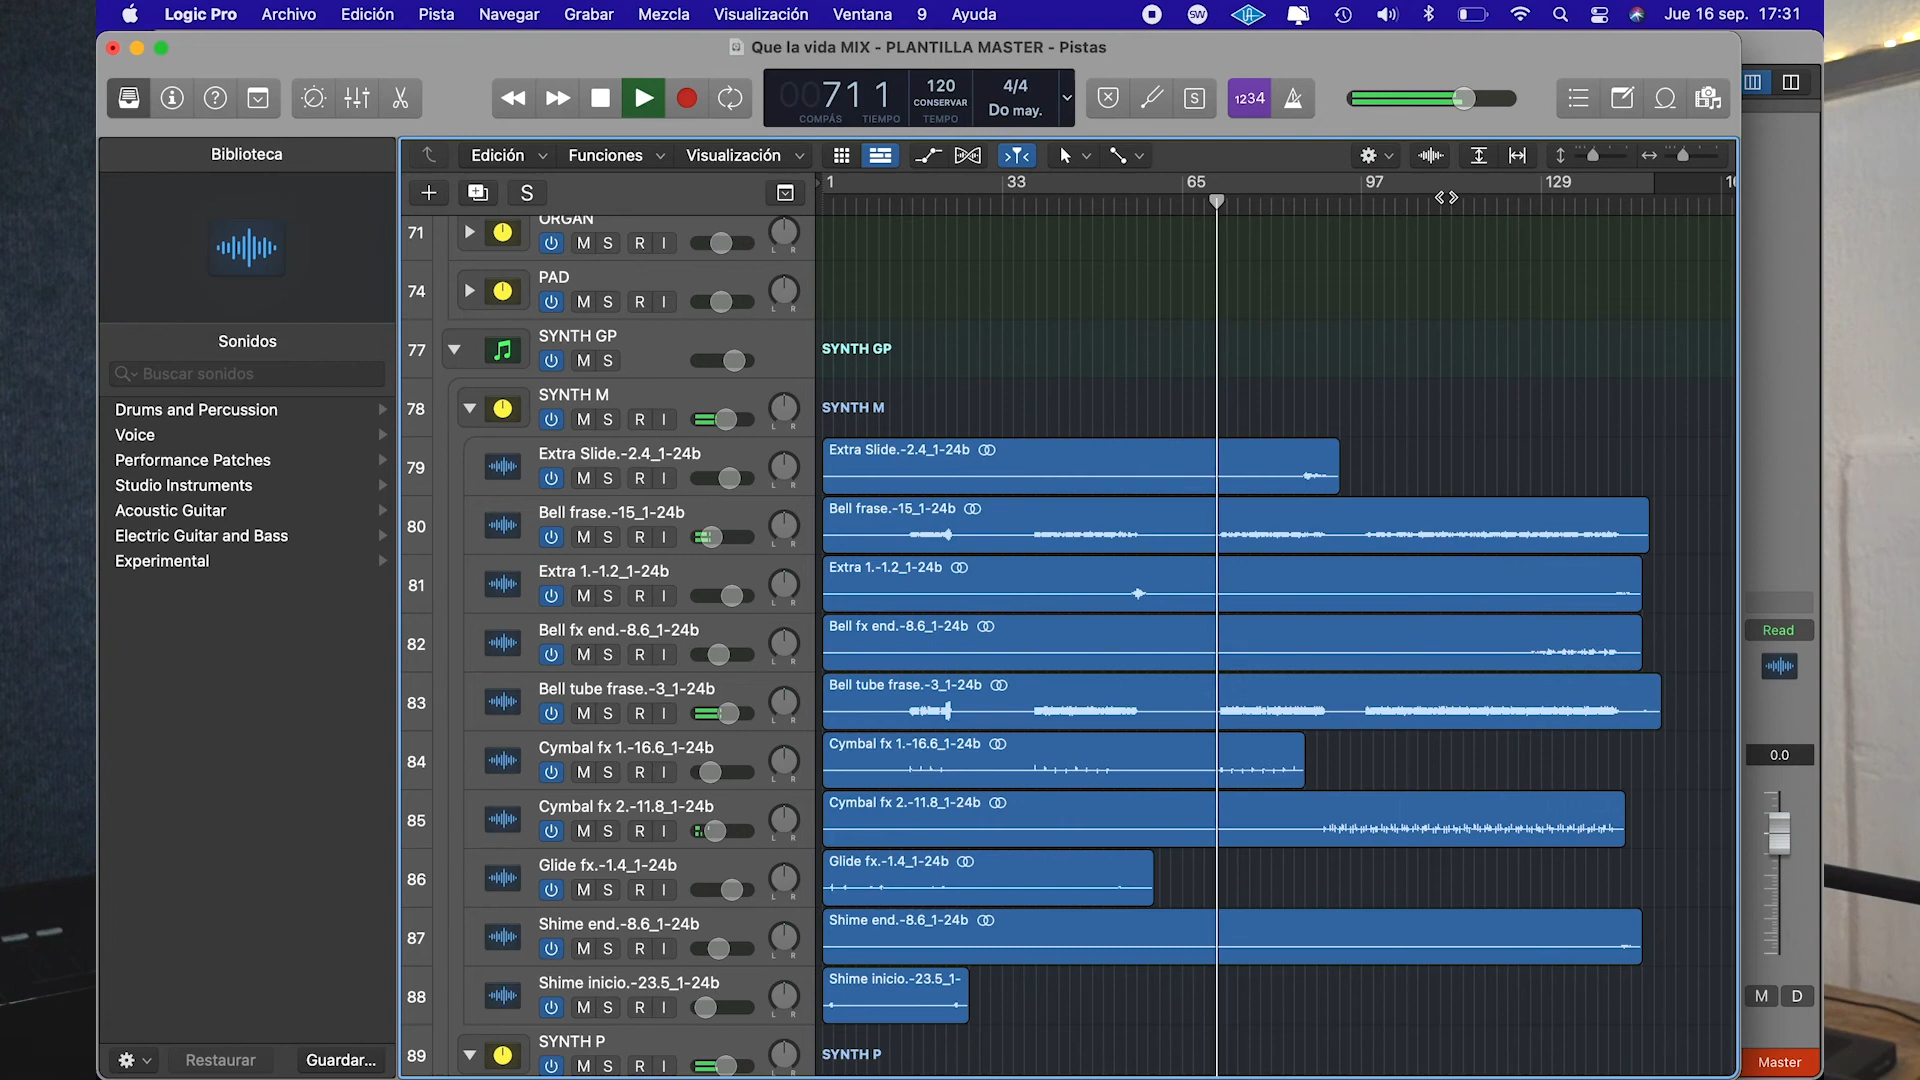 Logic Pro Archivo Edición Pista Navegar Grabar Mezcla Visualización Ventana 9 Ayuda
SW
Jue 16 sep. 17:31
Que la vida MIX - PLANTILLA MASTER - Pistas
0071 1
COMPÁS TIEMPO
120
CONSERVAR
TEMPO
4/4
Do may.
S
1234
Biblioteca
Edición Funciones Visualización
S
1 33 65 97 129
Sonidos
Buscar sonidos
Drums and Percussion
Voice
Performance Patches
Studio Instruments
Acoustic Guitar
Electric Guitar and Bass
Experimental
Restaurar
Guardar...
71
ORGAN
M S R I
L R
74
PAD
M S R I
L R
77
SYNTH GP
M S
SYNTH GP
78
SYNTH M
M S R I
L R
SYNTH M
79
Extra Slide.-2.4_1-24b
M S R I
L R
Extra Slide.-2.4_1-24b
80
Bell frase.-15_1-24b
M S R I
L R
Bell frase.-15_1-24b
81
Extra 1.-1.2_1-24b
M S R I
L R
Extra 1.-1.2_1-24b
82
Bell fx end.-8.6_1-24b
M S R I
L R
Bell fx end.-8.6_1-24b
83
Bell tube frase.-3_1-24b
M S R I
L R
Bell tube frase.-3_1-24b
84
Cymbal fx 1.-16.6_1-24b
M S R I
L R
Cymbal fx 1.-16.6_1-24b
85
Cymbal fx 2.-11.8_1-24b
M S R I
L R
Cymbal fx 2.-11.8_1-24b
86
Glide fx.-1.4_1-24b
M S R I
L R
Glide fx.-1.4_1-24b
87
Shime end.-8.6_1-24b
M S R I
L R
Shime end.-8.6_1-24b
88
Shime inicio.-23.5_1-24b
M S R I
L R
Shime inicio.-23.5_1-
89
SYNTH P
M S R I
L R
SYNTH P
Read
0.0
M D
Master